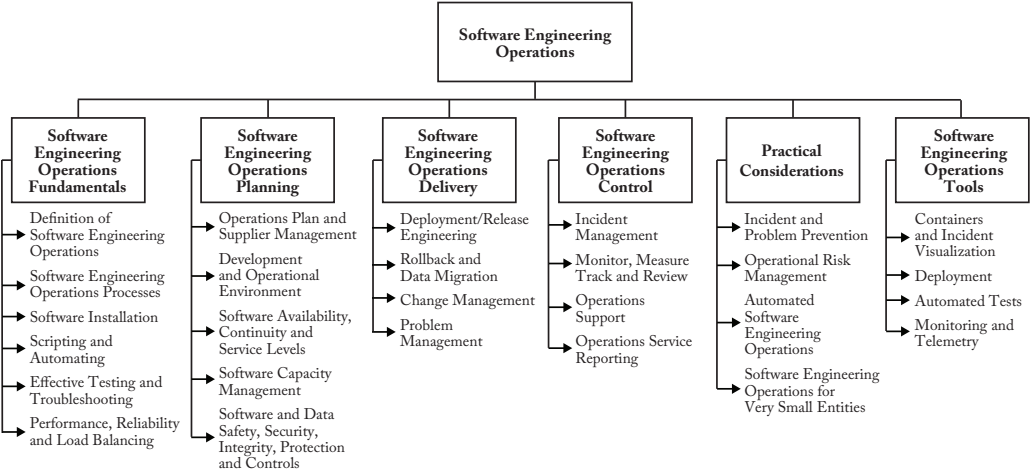 Software Engineering
Operations
Software
Engineering
Operations
Fundamentals
Definition of
Software Engineering
Operations
Software Engineering
Operations Processes
Software Installation
Scripting and
Automating
Effective Testing and
Troubleshooting
Performance, Reliability
and Load Balancing
Software
Engineering
Operations
Planning
Operations Plan and
Supplier Management
Development
and Operational
Environment
Software Availability,
Continuity and
Service Levels
Software Capacity
Management
Software and Data
Safety, Security,
Integrity, Protection
and Controls
Software
Engineering
Operations
Delivery
Deployment/Release
Engineering
Rollback and
Data Migration
Change Management
Problem
Management
Software
Engineering
Operations
Control
Incident
Management
Monitor, Measure
Track and Review
Operations
Support
Operations Service
Reporting
Practical
Considerations
Incident and
Problem Prevention
Operational Risk
Management
Automated
Software
Engineering
Operations
Software Engineering
Operations for
Very Small Entities
Software
Engineering
Operations
Tools
Containers
and Incident
Visualization
Deployment
Automated Tests
Monitoring and
Telemetry